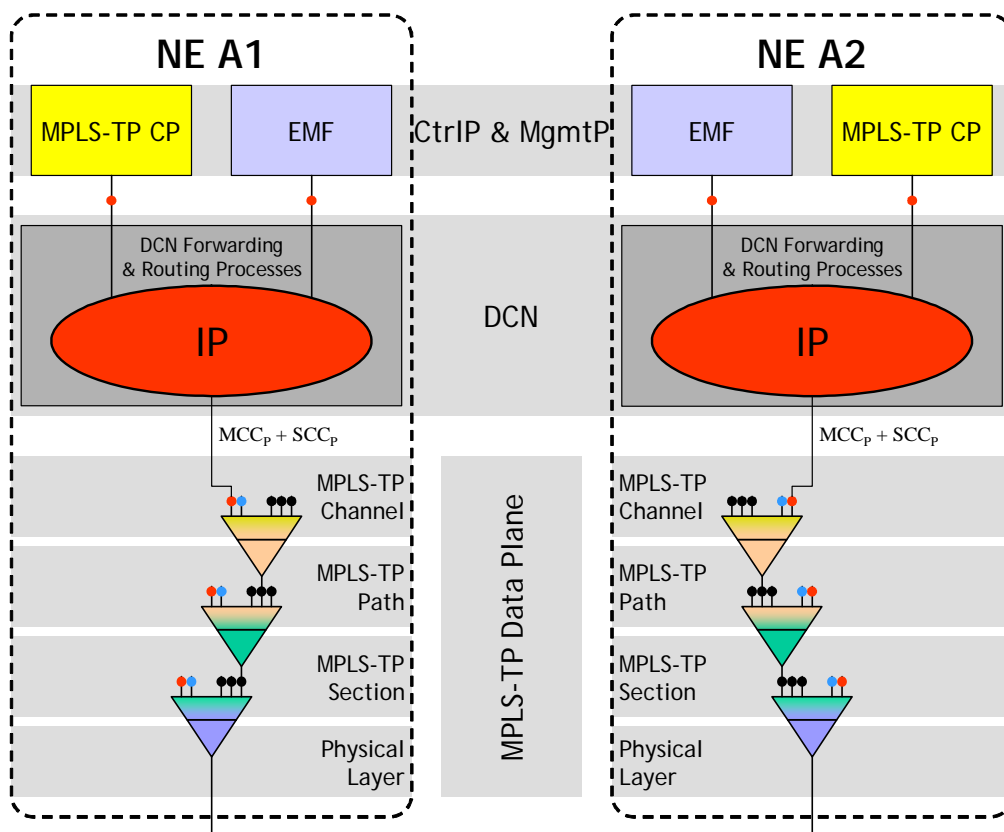 NE A1
NE A2
MPLS-TP CP
EMF
CtrlP & MgmtP
EMF
MPLS-TP CP
DCN Forwarding
& Routing Processes
IP
DCN
DCN Forwarding
& Routing Processes
IP
MCCP + SCCP
MCCP + SCCP
MPLS-TP
Channel
MPLS-TP
Path
MPLS-TP
Section
Physical
Layer
MPLS-TP Data Plane
MPLS-TP
Channel
MPLS-TP
Path
MPLS-TP
Section
Physical
Layer